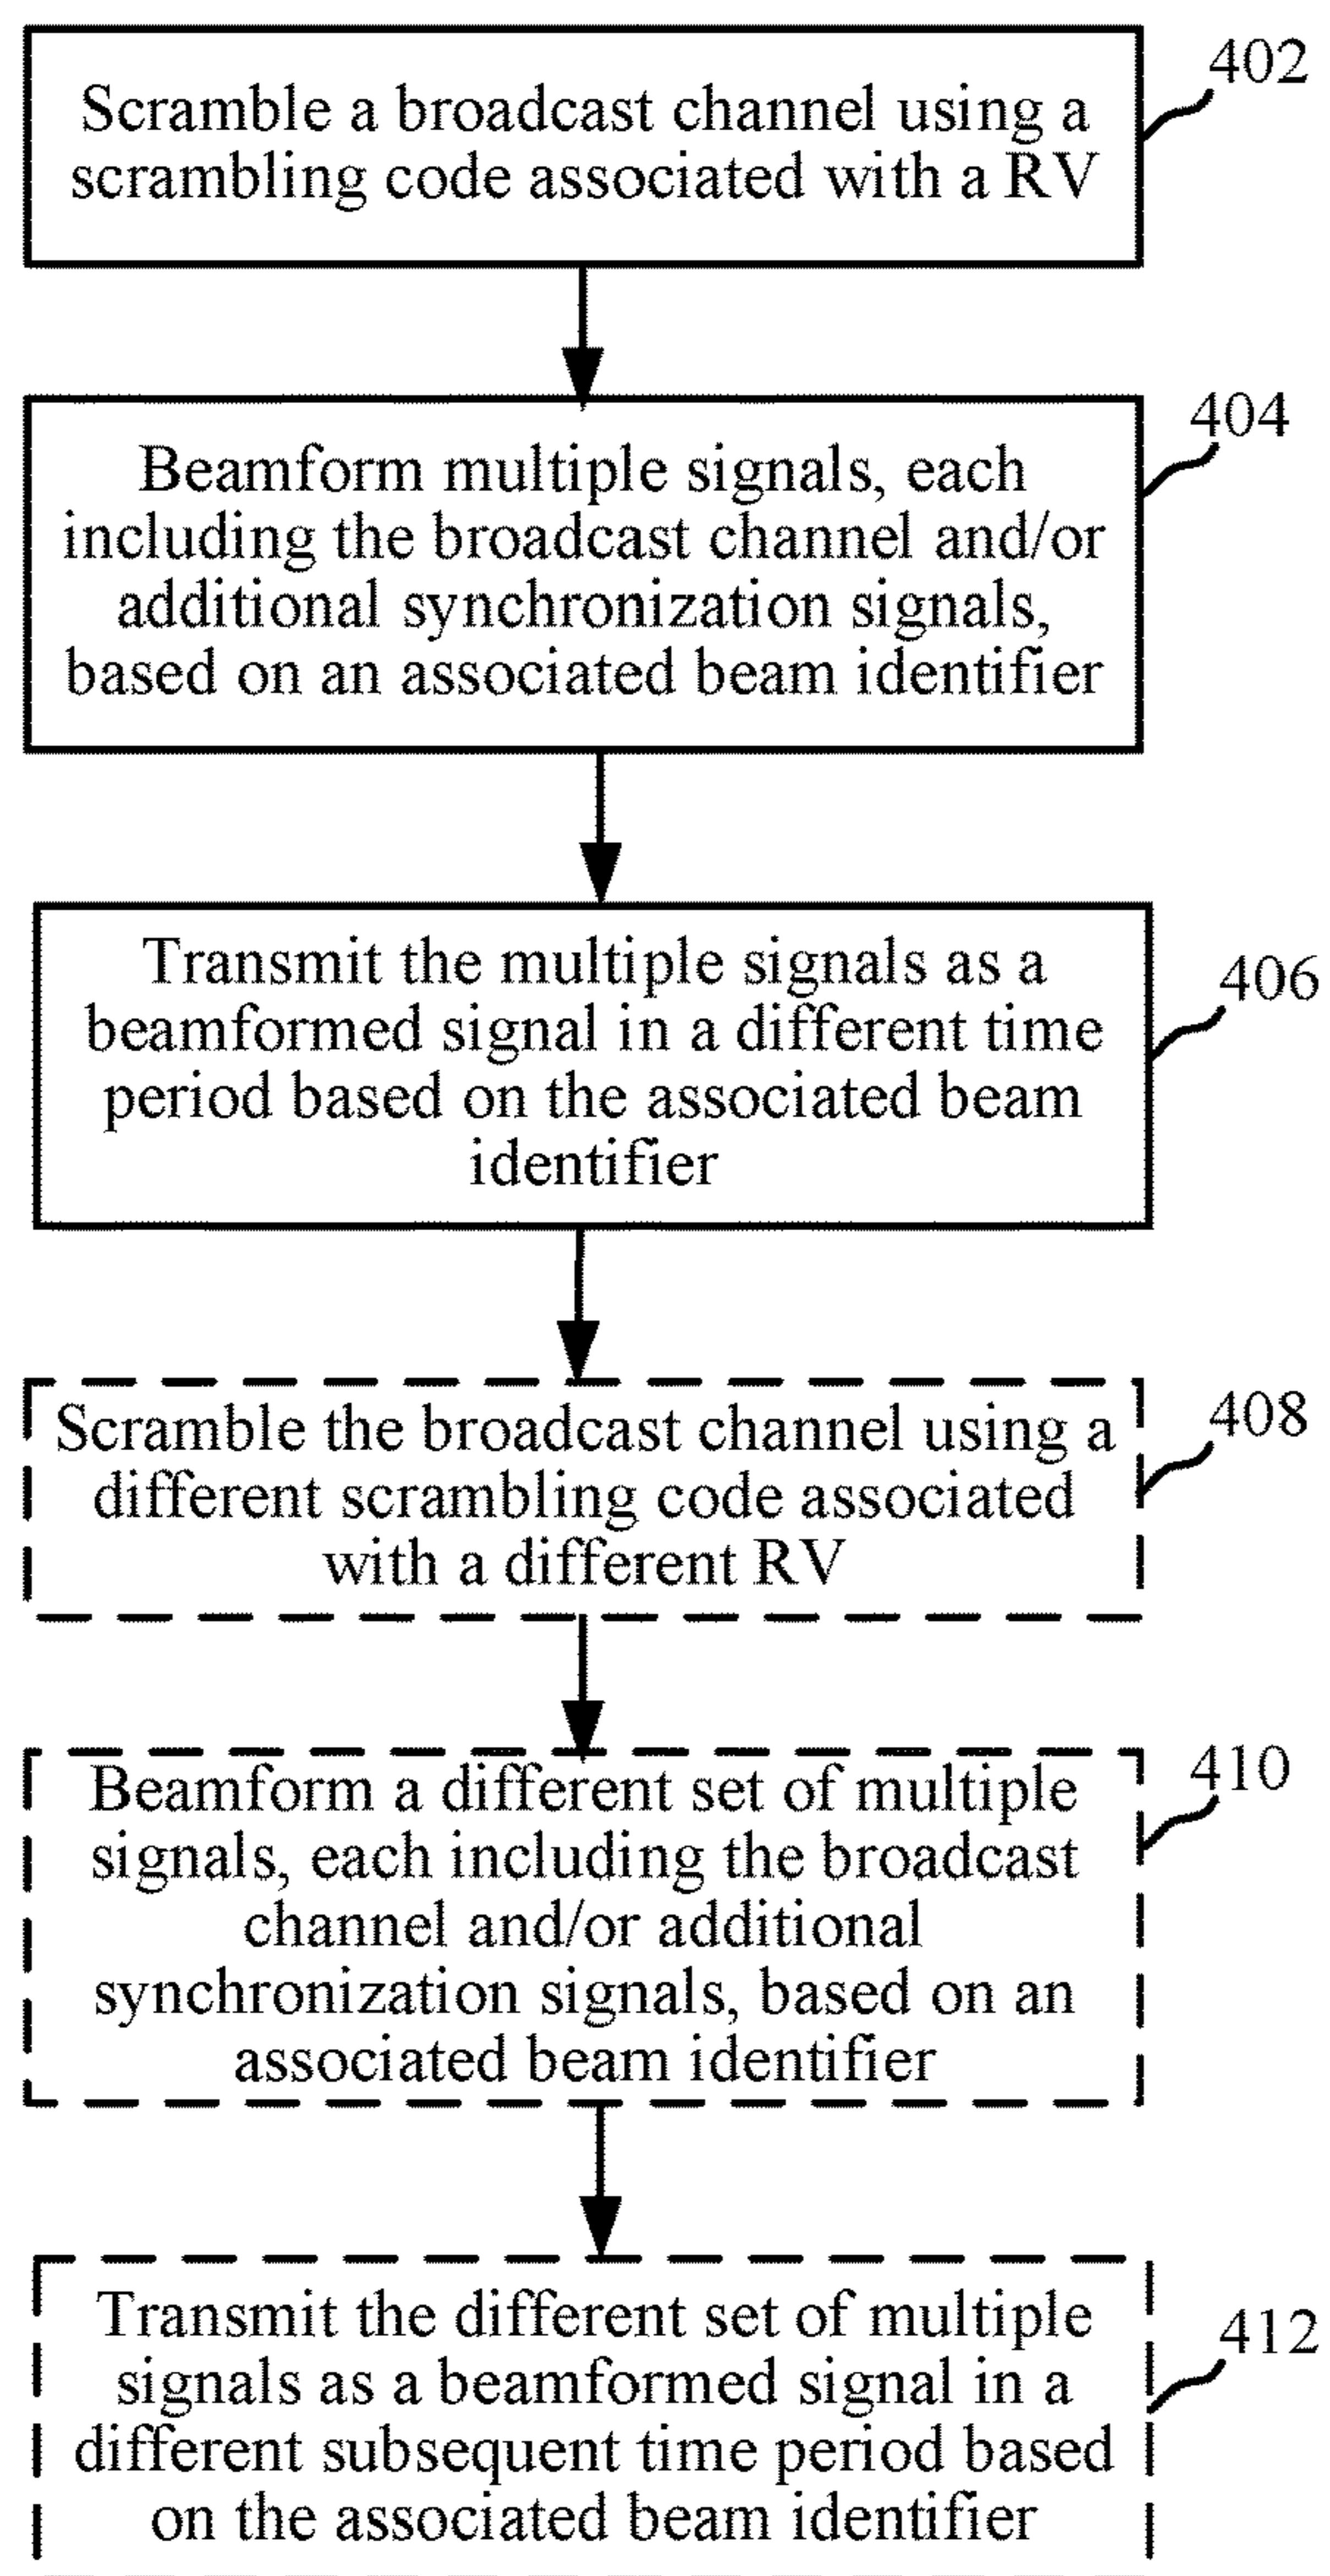 Scramble a broadcast channel using a
scrambling code associated with a RV
402
Beamform multiple signals, each
including the broadcast channel and/or
additional synchronization signals,
based on an associated beam identifier
404
Transmit the multiple signals as a
beamformed signal in a different time
period based on the associated beam
identifier
406
Scramble the broadcast channel using a
different scrambling code associated
with a different RV
408
Beamform a different set of multiple
signals, each including the broadcast
channel and/or additional
synchronization signals, based on an
associated beam identifier
410
Transmit the different set of multiple
signals as a beamformed signal in a
different subsequent time period based
on the associated beam identifier
412